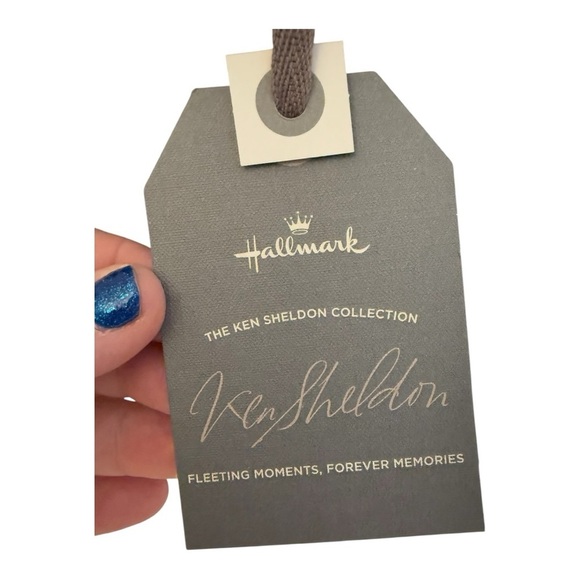 Hallmark
THE KEN SHELDON COLLECTION
Ken Sheldon
FLEETING MOMENTS, FOREVER MEMORIES